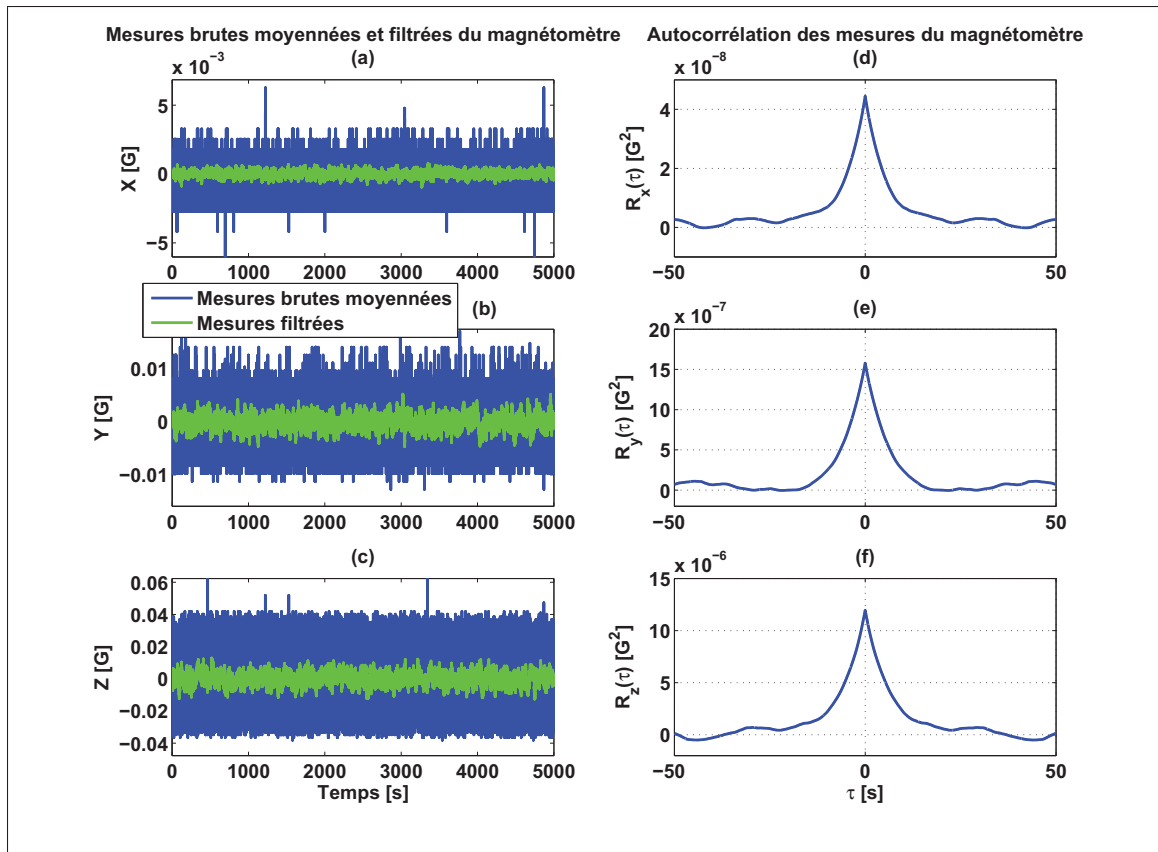 Mesures brutes moyennées et filtrées du magnétomètre
(a)
x 10⁻³
5
0
−5
X [G]
0 1000 2000 3000 4000 5000
Mesures brutes moyennées
Mesures filtrées
(b)
0.01
0
−0.01
Y [G]
0 1000 2000 3000 4000 5000
(c)
0.06
0.04
0.02
0
−0.02
−0.04
Z [G]
0 1000 2000 3000 4000 5000
Temps [s]
Autocorrélation des mesures du magnétomètre
(d)
x 10⁻⁸
4
2
0
R_x(τ) [G²]
−50 0 50
(e)
x 10⁻⁷
20
15
10
5
0
R_y(τ) [G²]
−50 0 50
(f)
x 10⁻⁶
15
10
5
0
R_z(τ) [G²]
−50 0 50
τ [s]